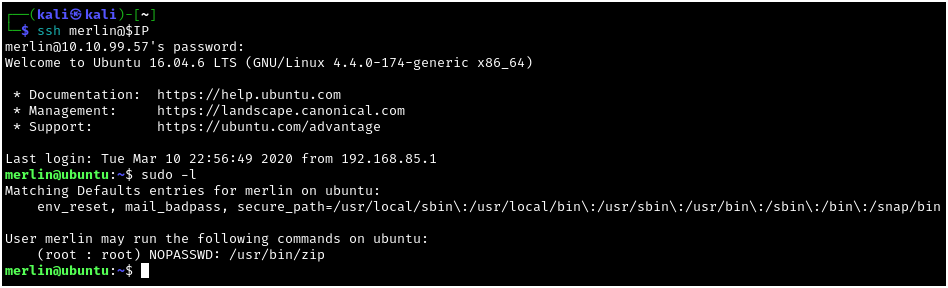 ┌──(kali㉿kali)-[~]
└─$ ssh merlin@$IP
merlin@10.10.99.57's password:
Welcome to Ubuntu 16.04.6 LTS (GNU/Linux 4.4.0-174-generic x86_64)

 * Documentation:  https://help.ubuntu.com
 * Management:     https://landscape.canonical.com
 * Support:        https://ubuntu.com/advantage

Last login: Tue Mar 10 22:56:49 2020 from 192.168.85.1
merlin@ubuntu:~$ sudo -l
Matching Defaults entries for merlin on ubuntu:
    env_reset, mail_badpass, secure_path=/usr/local/sbin\:/usr/local/bin\:/usr/sbin\:/usr/bin\:/sbin\:/bin\:/snap/bin

User merlin may run the following commands on ubuntu:
    (root : root) NOPASSWD: /usr/bin/zip
merlin@ubuntu:~$